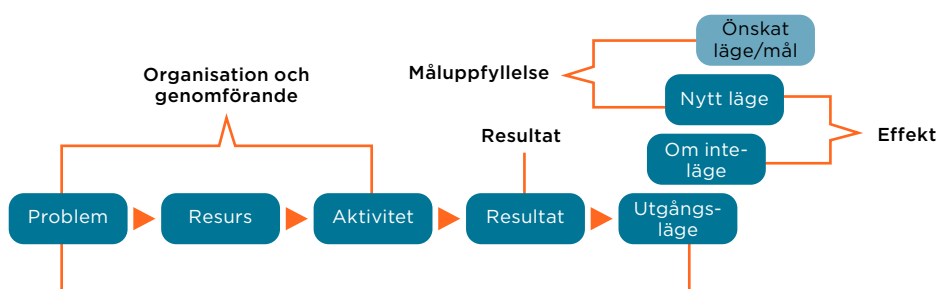 Önskat
läge/mål
Organisation och
genomförande
Måluppfyllelse
Nytt läge
Resultat
Effekt
Om inte-
läge
Problem
Resurs
Aktivitet
Resultat
Utgångs-
läge